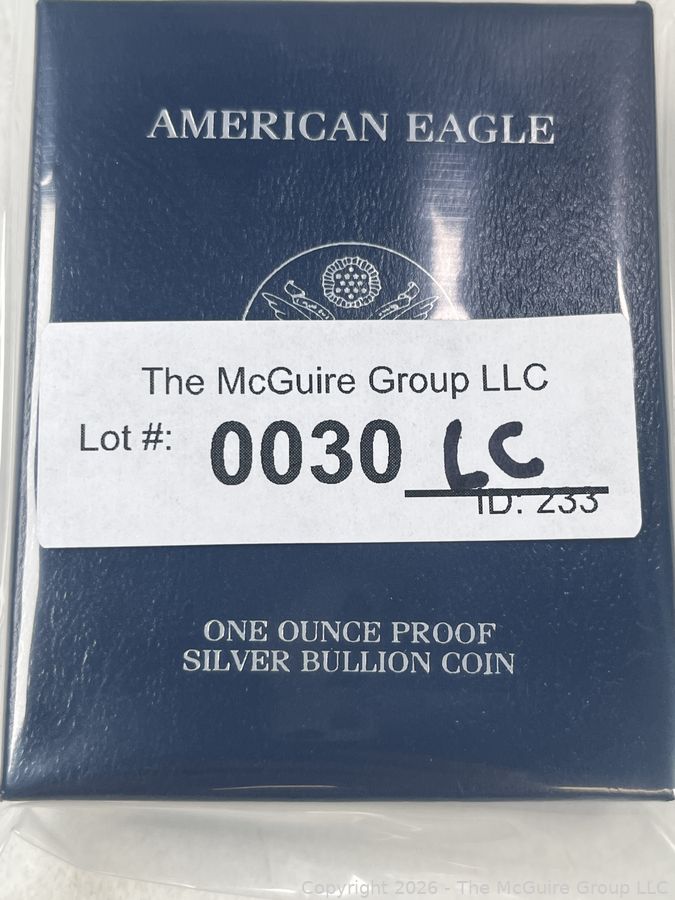 AMERICAN EAGLE
The McGuire Group LLC
Lot #: 0030 LC
ID: 233
ONE OUNCE PROOF
SILVER BULLION COIN
Copyright 2026 - The McGuire Group LLC